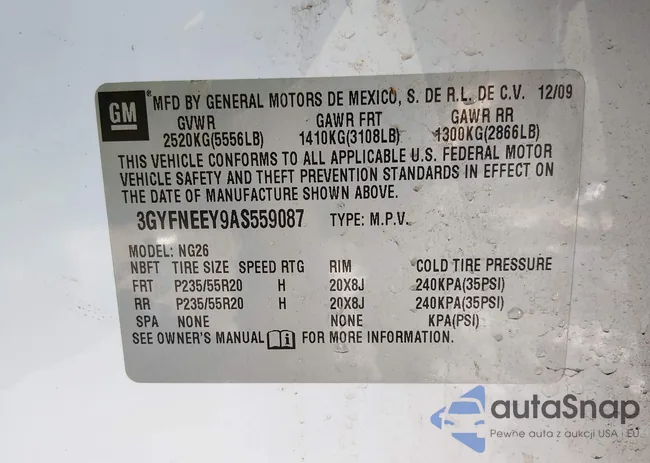 GM *MFD BY GENERAL MOTORS DE MEXICO, S. DE R.L. DE C.V. 12/09
GVWR GAWR FRT GAWR RR
2520KG(5556LB) 1410KG(3108LB) 1300KG(2866LB)
THIS VEHICLE CONFORMS TO ALL APPLICABLE U.S. FEDERAL MOTOR
VEHICLE SAFETY AND THEFT PREVENTION STANDARDS IN EFFECT ON
THE DATE OF MANUFACTURE SHOWN ABOVE.
3GYFNEEY9AS559087 TYPE: M.P.V.
MODEL: NG26
NBFT TIRE SIZE SPEED RTG RIM COLD TIRE PRESSURE
FRT P235/55R20 H 20X8J 240KPA(35PSI)
RR P235/55R20 H 20X8J 240KPA(35PSI)
SPA NONE NONE KPA(PSI)
SEE OWNER'S MANUAL i FOR MORE INFORMATION.
autaSnap
Pewne auta z aukcji USA i EU